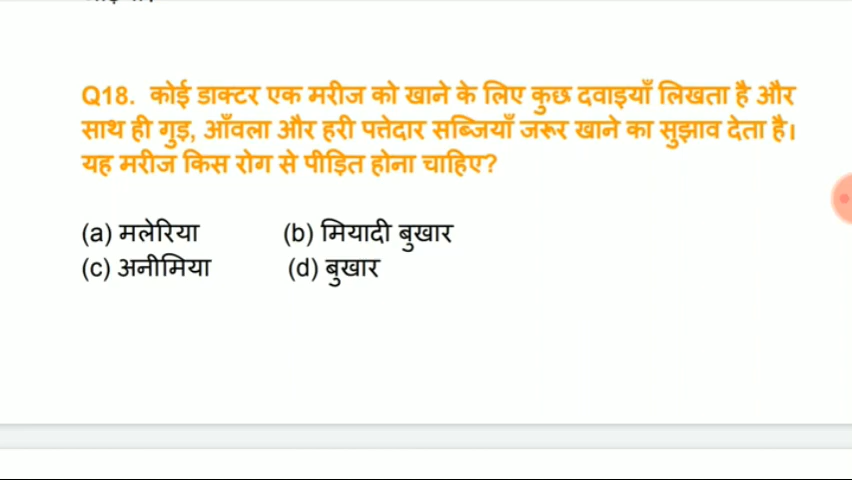 Q18. कोई डाक्टर एक मरीज को खाने के लिए कुछ दवाइयाँ लिखता है और
साथ ही गुड़, आँवला और हरी पत्तेदार सब्जियाँ जरूर खाने का सुझाव देता है।
यह मरीज किस रोग से पीड़ित होना चाहिए?
(a) मलेरिया (b) मियादी बुखार
(c) अनीमिया (d) बुखार